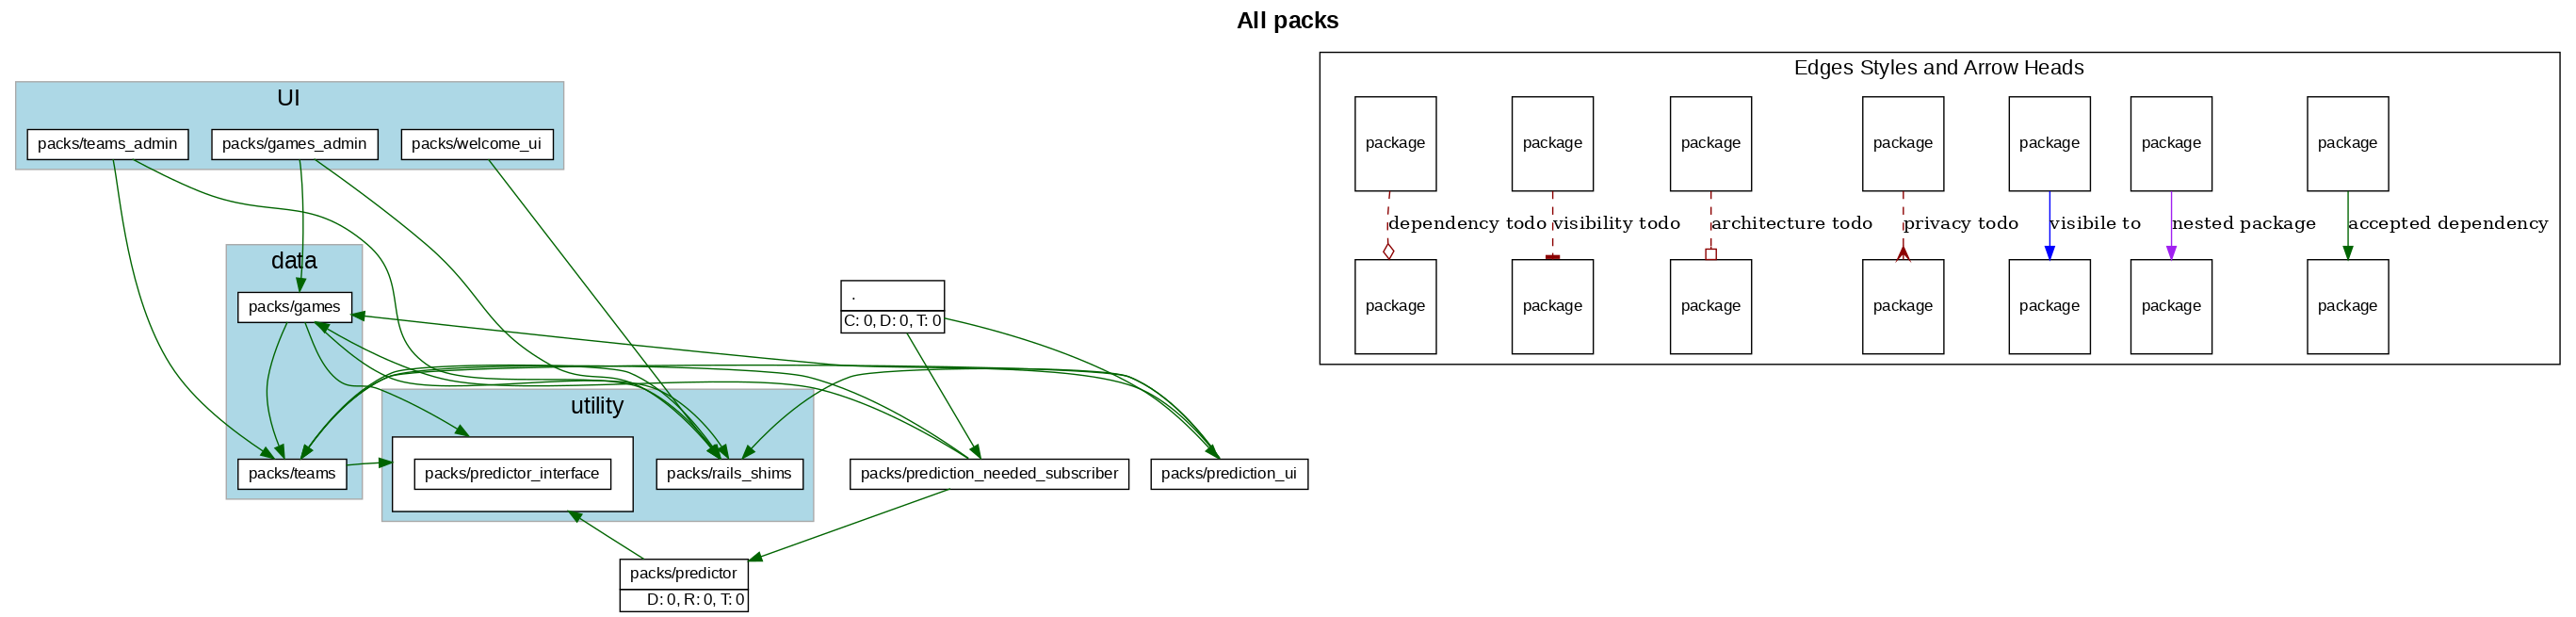 All packs
UI
packs/teams_admin
packs/games_admin
packs/welcome_ui
data
packs/games
packs/teams
utility
packs/predictor_interface
packs/rails_shims
.
C: 0, D: 0, T: 0
packs/prediction_needed_subscriber
packs/prediction_ui
packs/predictor
D: 0, R: 0, T: 0
Edges Styles and Arrow Heads
package
package
package
package
package
package
package
dependency todo
visibility todo
architecture todo
privacy todo
visibile to
nested package
accepted dependency
package
package
package
package
package
package
package